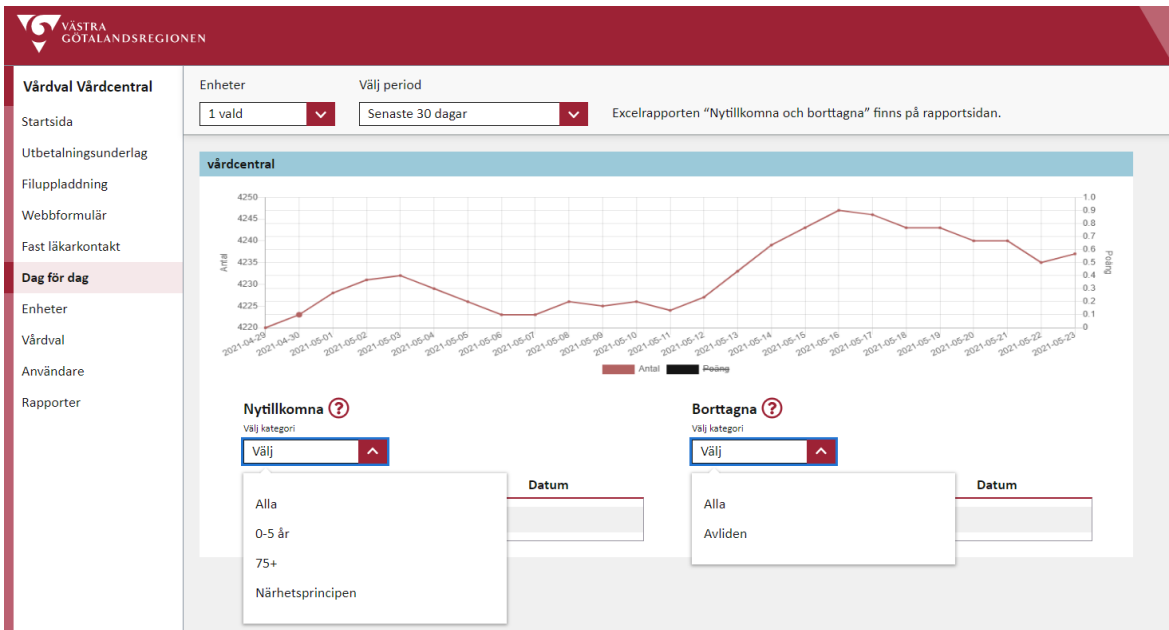 VÄSTRA
GÖTALANDSREGIONEN
Vårdval Vårdcentral
Startsida
Utbetalningsunderlag
Filuppladdning
Webbformulär
Fast läkarkontakt
Dag för dag
Enheter
Vårdval
Användare
Rapporter
Enheter
Välj period
1 vald
Senaste 30 dagar
Excelrapporten ”Nytillkomna och borttagna” finns på rapportsidan.
vårdcentral
4250
4245
4240
4235
4230
4225
4220
Antal
1.0
0.9
0.8
0.7
0.6
0.5
0.4
0.3
0.2
0.1
0
Poäng
2021-04-29
2021-04-30
2021-05-01
2021-05-02
2021-05-03
2021-05-04
2021-05-05
2021-05-06
2021-05-07
2021-05-08
2021-05-09
2021-05-10
2021-05-11
2021-05-12
2021-05-13
2021-05-14
2021-05-15
2021-05-16
2021-05-17
2021-05-18
2021-05-19
2021-05-20
2021-05-21
2021-05-22
2021-05-23
Antal
Poäng
Nytillkomna ?
Välj kategori
Välj
Datum
Alla
0-5 år
75+
Närhetsprincipen
Borttagna ?
Välj kategori
Välj
Datum
Alla
Avliden